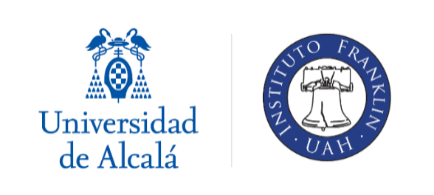 Universidad
de Alcalá
INSTITUTO FRANKLIN
· UAH ·